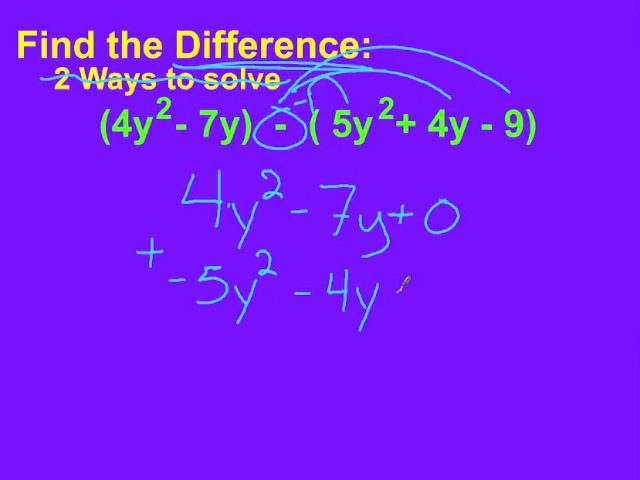 Find the Difference:
2 Ways to solve
(4y² - 7y) - ( 5y² + 4y - 9)
4y² - 7y + 0
+ - 5y² - 4y